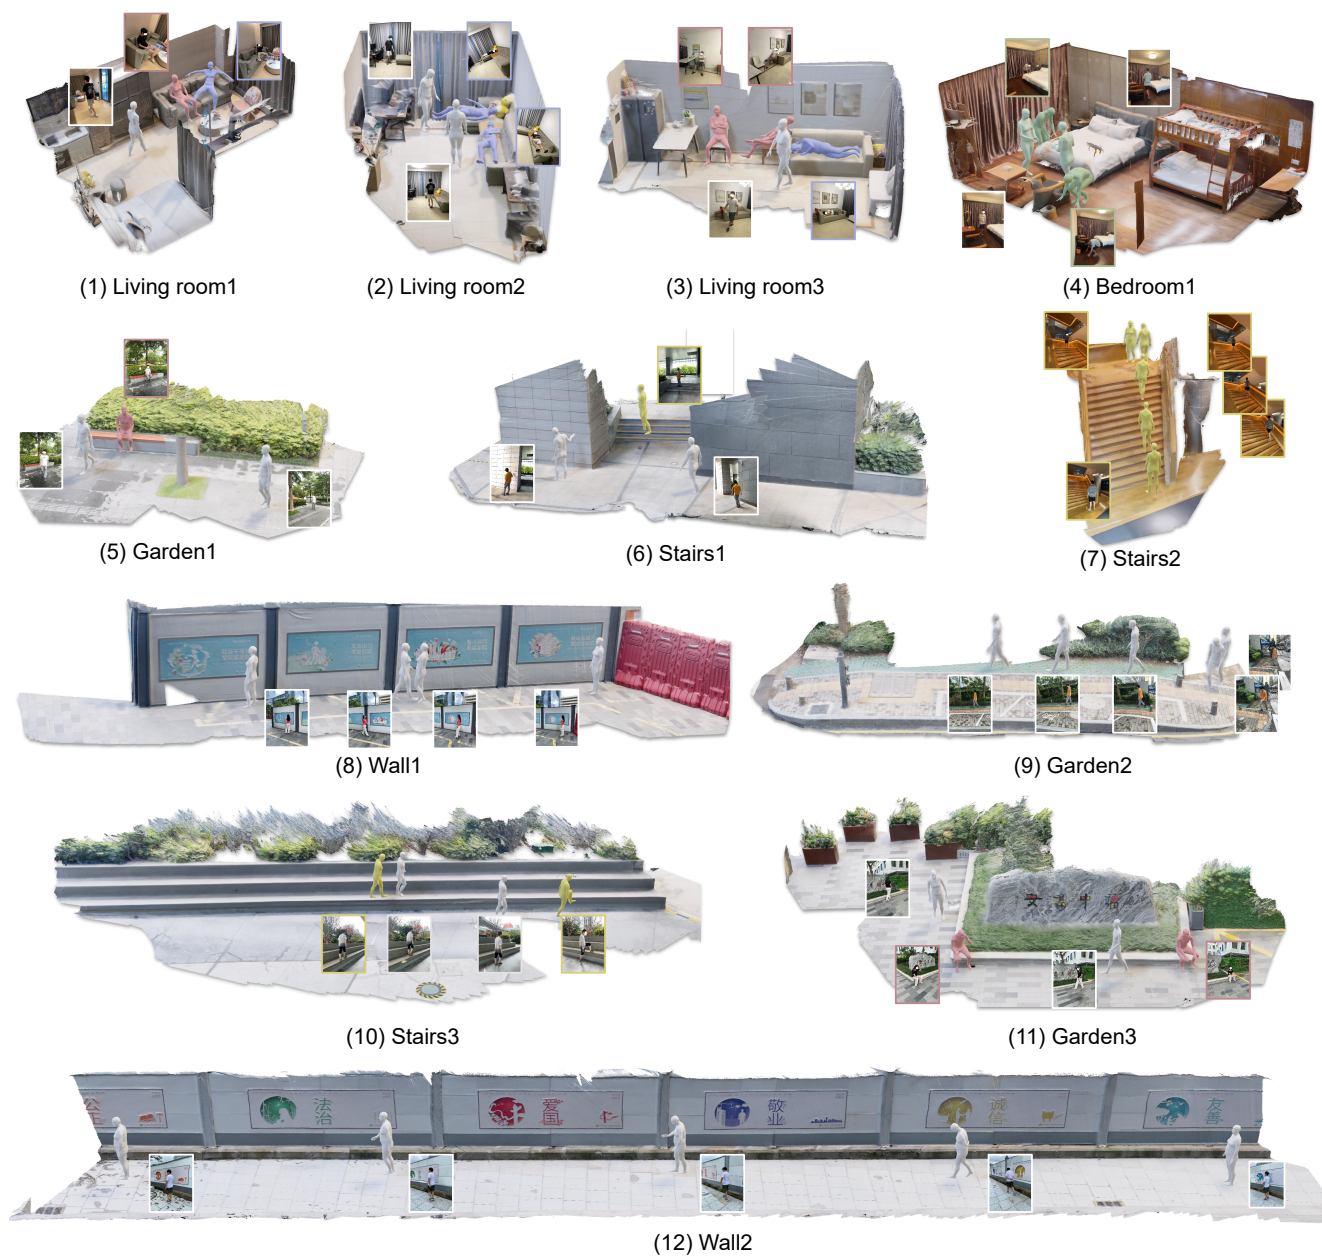 (1) Living room1
(2) Living room2
(3) Living room3
(4) Bedroom1
(5) Garden1
(6) Stairs1
(7) Stairs2
(8) Wall1
(9) Garden2
(10) Stairs3
(11) Garden3
法治
爱国
敬业
诚信
友善
(12) Wall2